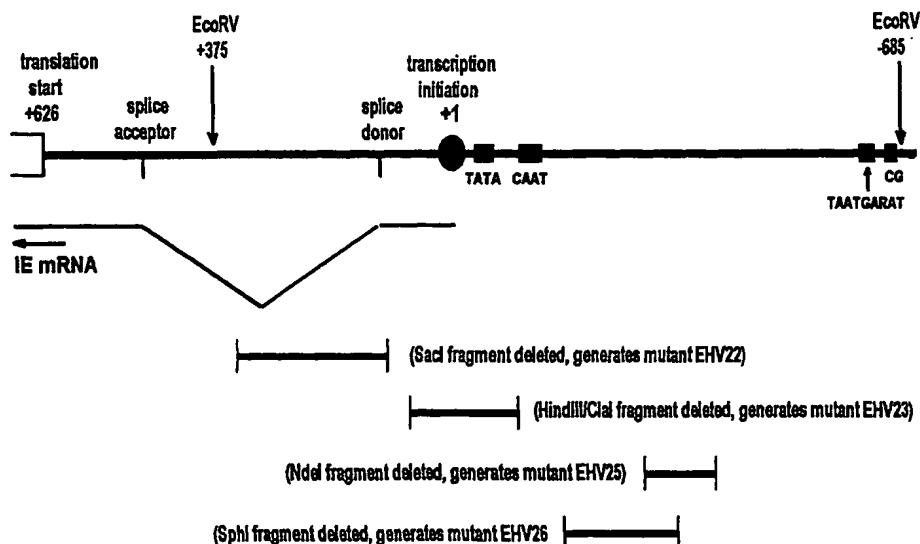 EcoRV
+375
EcoRV
-685
translation
start
+626
splice
acceptor
splice
donor
transcription
initiation
+1
TATA
CAAT
CG
TAATGARAT
IE mRNA
(SacI fragment deleted, generates mutant EHV22)
(HindIII/ClaI fragment deleted, generates mutant EHV23)
(NdeI fragment deleted, generates mutant EHV25)
(SphI fragment deleted, generates mutant EHV26